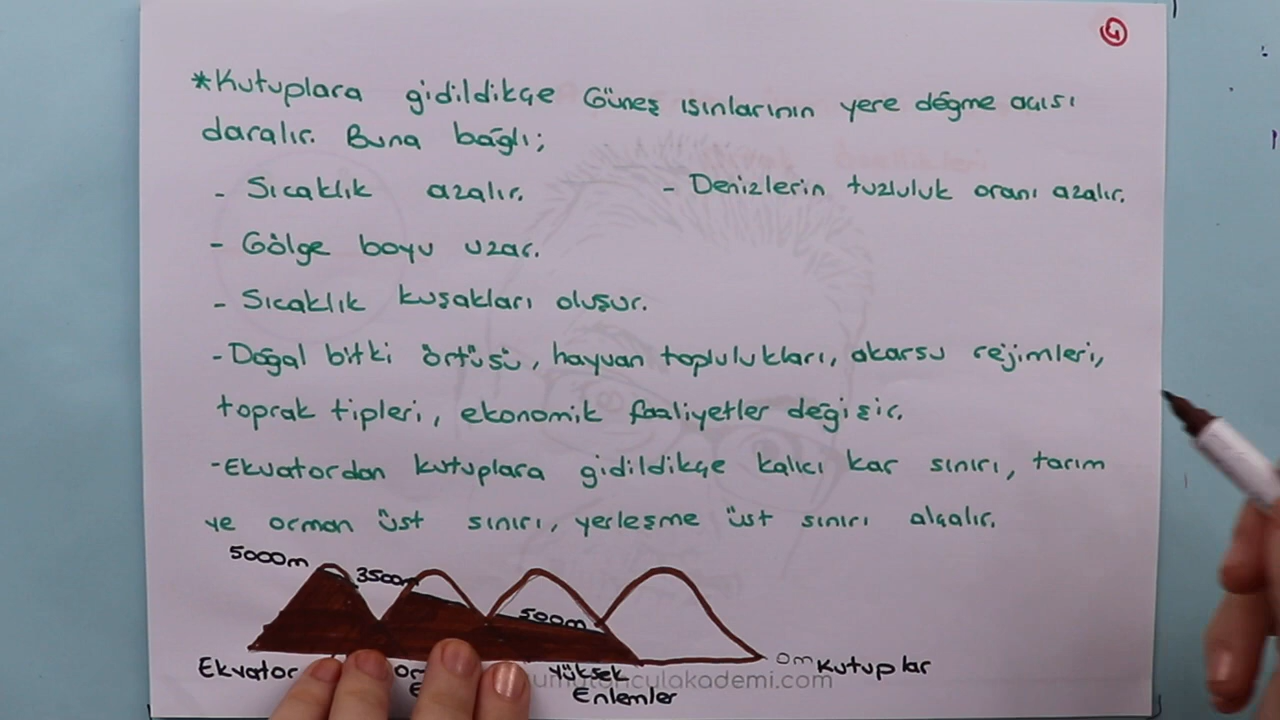 4
*Kutuplara gidildikçe Güneş ışınlarının yere değme açısı
daralır. Buna bağlı;
- Sıcaklık azalır. - Denizlerin tuzluluk oranı azalır.
- Gölge boyu uzar.
- Sıcaklık kuşakları oluşur.
- Doğal bitki örtüsü, hayvan toplulukları, akarsu rejimleri,
toprak tipleri, ekonomik faaliyetler değişir.
- Ekvatordan kutuplara gidildikçe kalıcı kar sınırı, tarım
ve orman üst sınırı, yerleşme üst sınırı alçalır.
5000m 3500m 500m 0m
Ekvator yüksek Enlemler Kutuplar